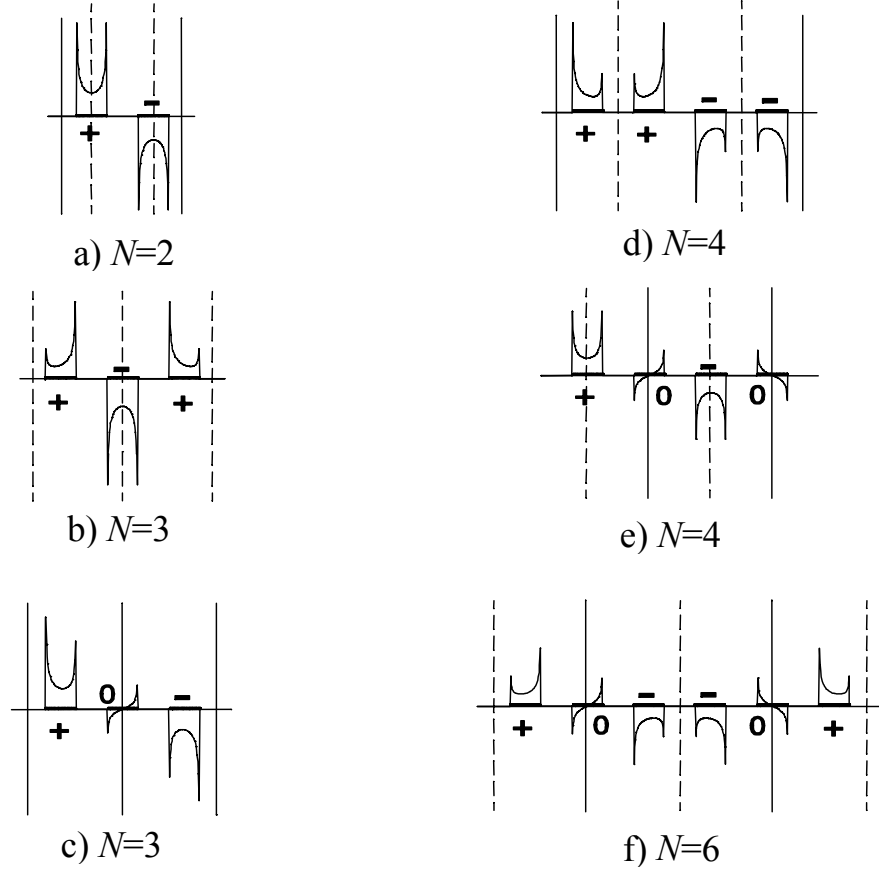 + -
a) N=2
+ - +
b) N=3
+ 0 -
c) N=3
+ + - -
d) N=4
+ 0 - 0
e) N=4
+ 0 - - 0 +
f) N=6